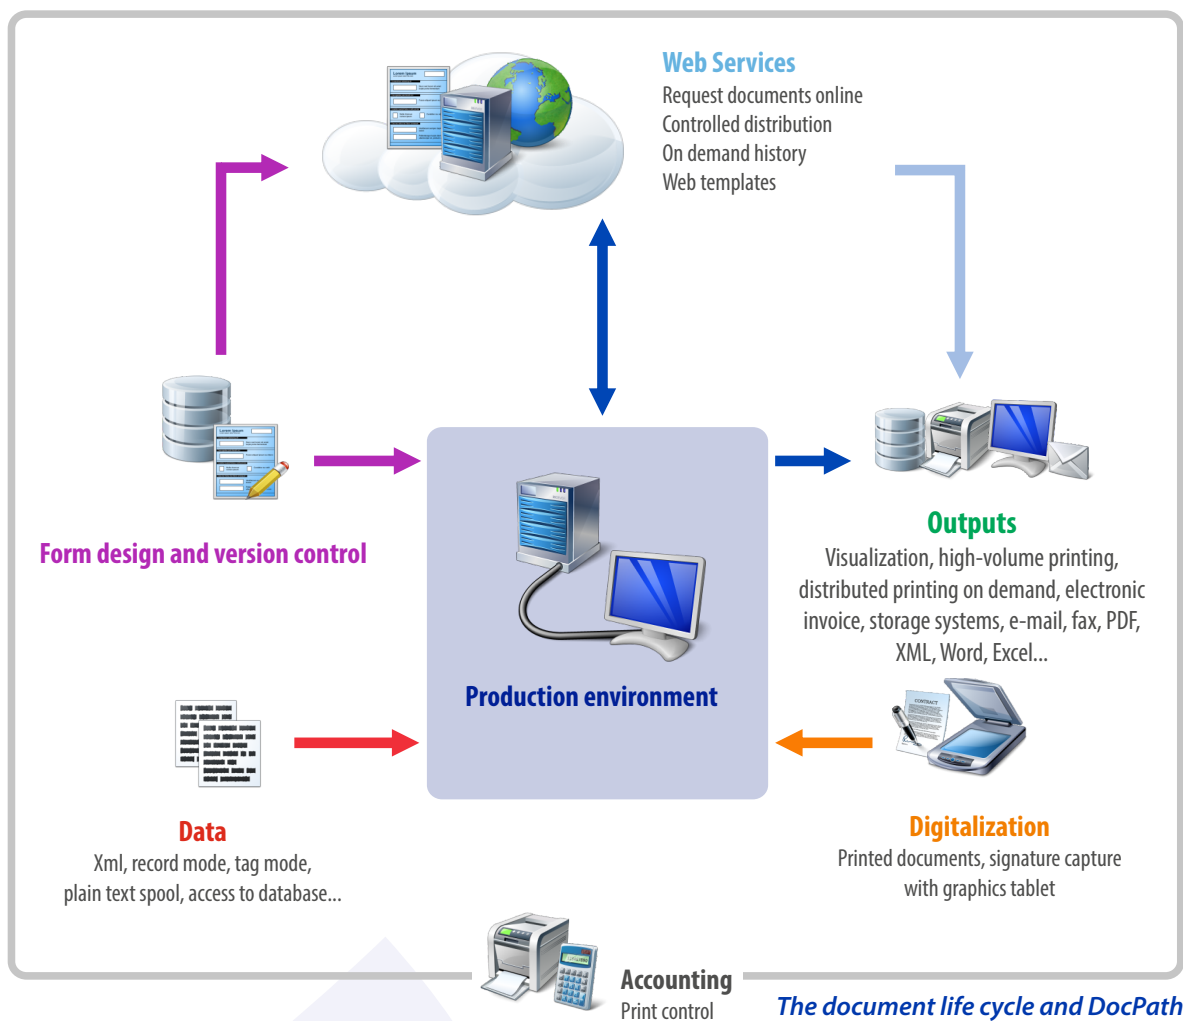 Web Services
Request documents online
Controlled distribution
On demand history
Web templates
Form design and version control
Outputs
Visualization, high-volume printing,
distributed printing on demand, electronic
invoice, storage systems, e-mail, fax, PDF,
XML, Word, Excel...
Production environment
CONTRACT
Data
Xml, record mode, tag mode,
plain text spool, access to database...
Digitalization
Printed documents, signature capture
with graphics tablet
Accounting
Print control
The document life cycle and DocPath